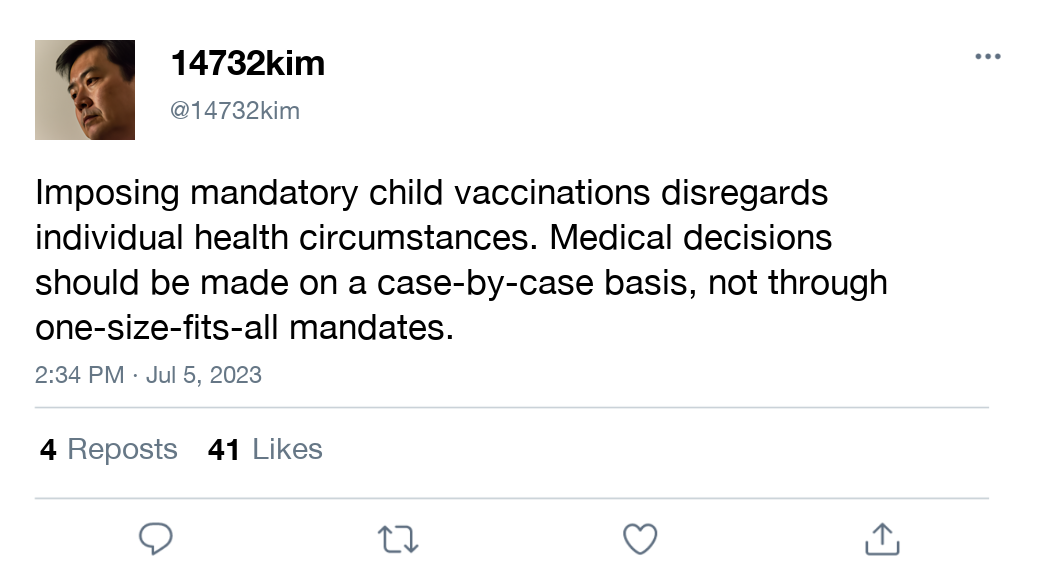 14732kim
@14732kim
Imposing mandatory child vaccinations disregards
individual health circumstances. Medical decisions
should be made on a case-by-case basis, not through
one-size-fits-all mandates.
2:34 PM · Jul 5, 2023
4 Reposts 41 Likes